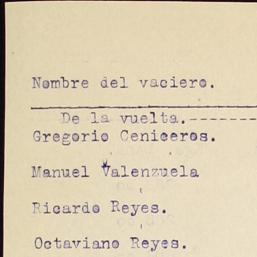 Nombre del vaciero.
De la vuelta.--------
Gregorio Ceniceros.
Manuel Valenzuela
Ricardo Reyes.
Octaviano Reyes.